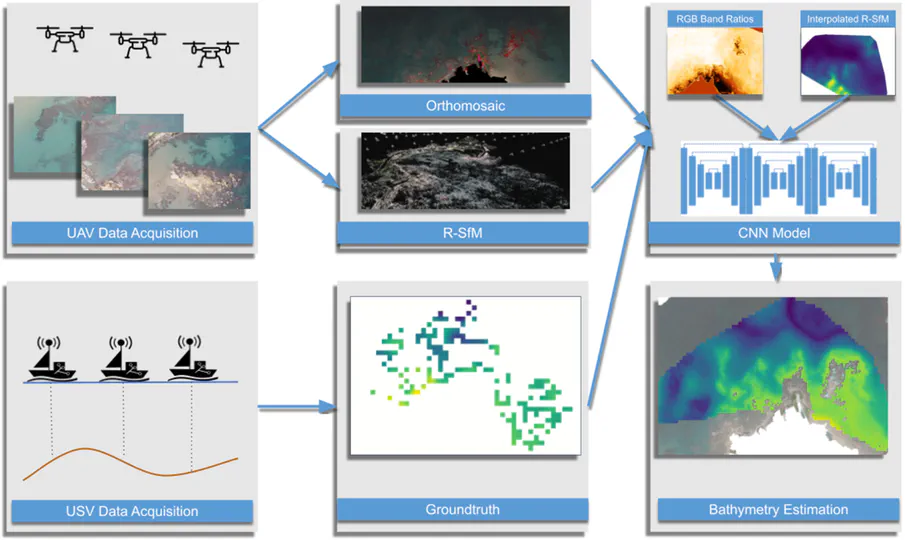 RGB Band Ratios
Interpolated R-SfM
Orthomosaic
UAV Data Acquisition
R-SfM
CNN Model
USV Data Acquisition
Groundtruth
Bathymetry Estimation